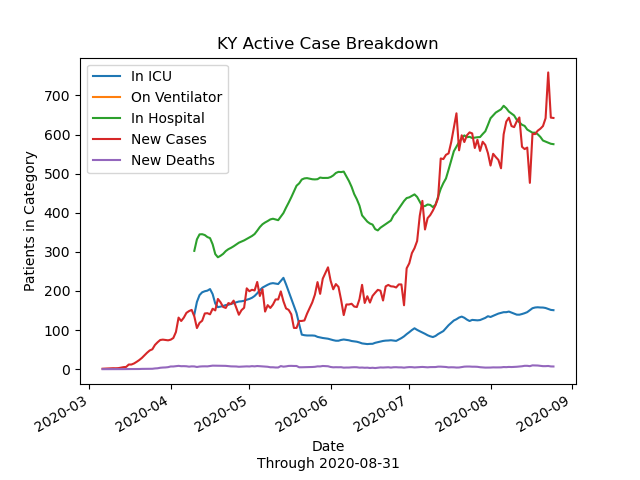 KY Active Case Breakdown
In ICU
On Ventilator
In Hospital
New Cases
New Deaths
Patients in Category
700
600
500
400
300
200
100
0
2020-03
2020-04
2020-05
2020-06
2020-07
2020-08
2020-09
Date
Through 2020-08-31